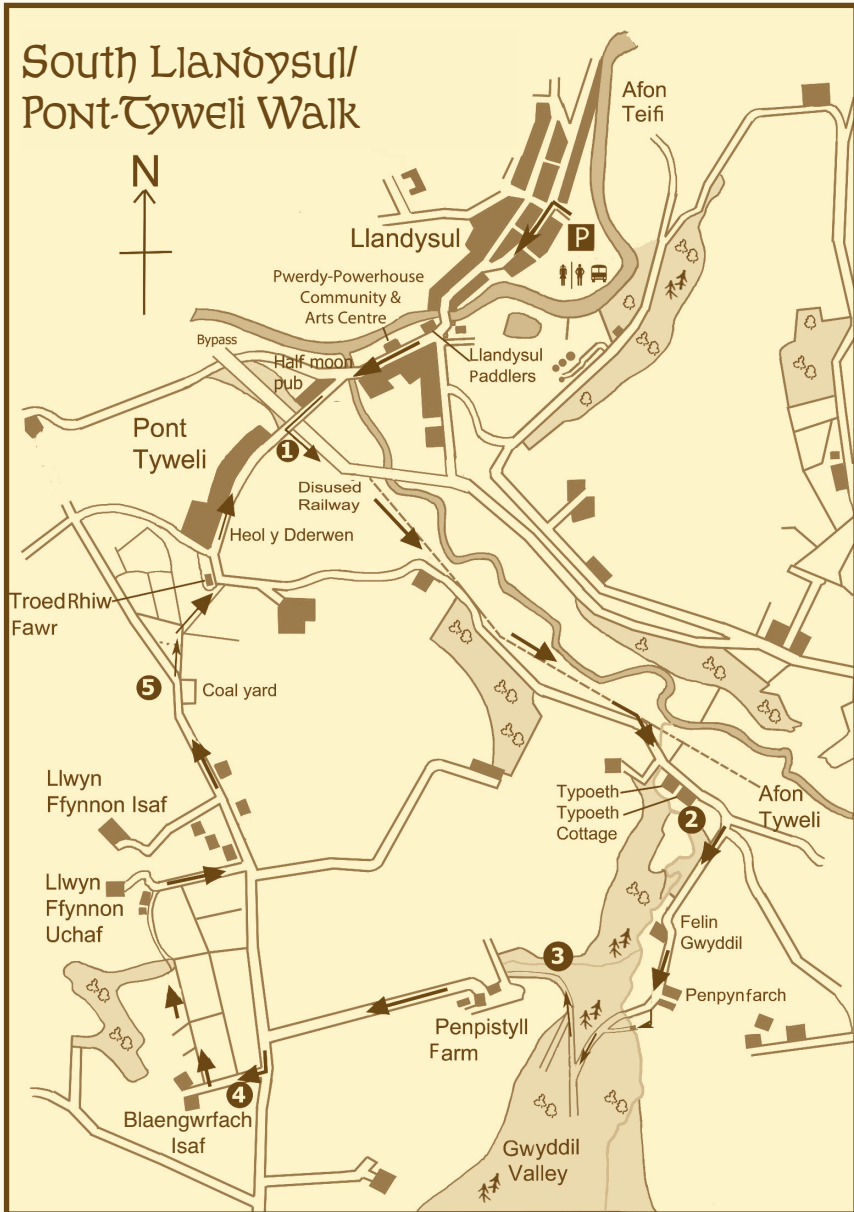 South Llandysul/
Pont-Tyweli Walk
N
Afon
Teifi
Llandysul
P
Pwerdy-Powerhouse
Community &
Arts Centre
Bypass
Half moon
pub
Llandysul
Paddlers
Pont
Tyweli
1
Disused
Railway
Heol y Dderwen
Troed Rhiw
Fawr
5
Coal yard
Llwyn
Ffynnon Isaf
Typoeth
Typoeth
Cottage
2
Afon
Tyweli
Llwyn
Ffynnon
Uchaf
Felin
Gwyddil
3
Penpynfarch
Penpistyll
Farm
4
Blaengwrfach
Isaf
Gwyddil
Valley